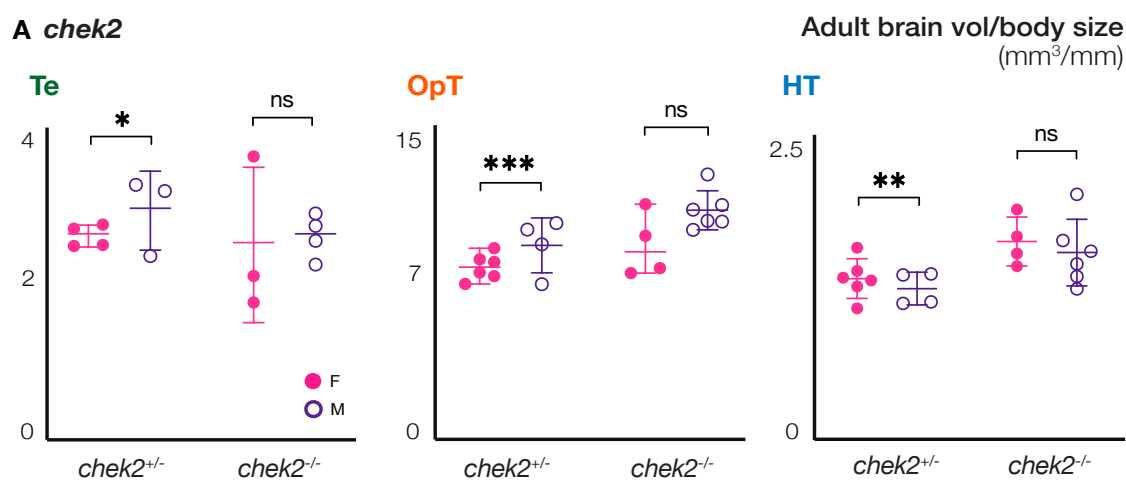 A chek2
Adult brain vol/body size
(mm³/mm)
Te
OpT
HT
4
2
0
*
ns
F
M
chek2+/-
chek2-/-
15
7
0
***
ns
chek2+/-
chek2-/-
2.5
0
**
ns
chek2+/-
chek2-/-